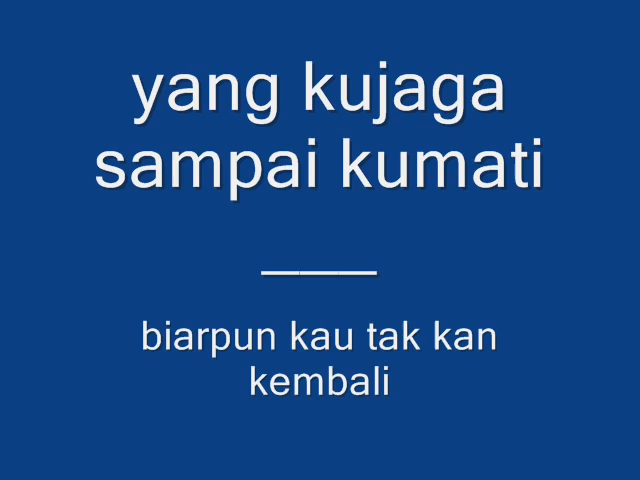 yang kujaga
sampai kumati
biarpun kau tak kan
kembali